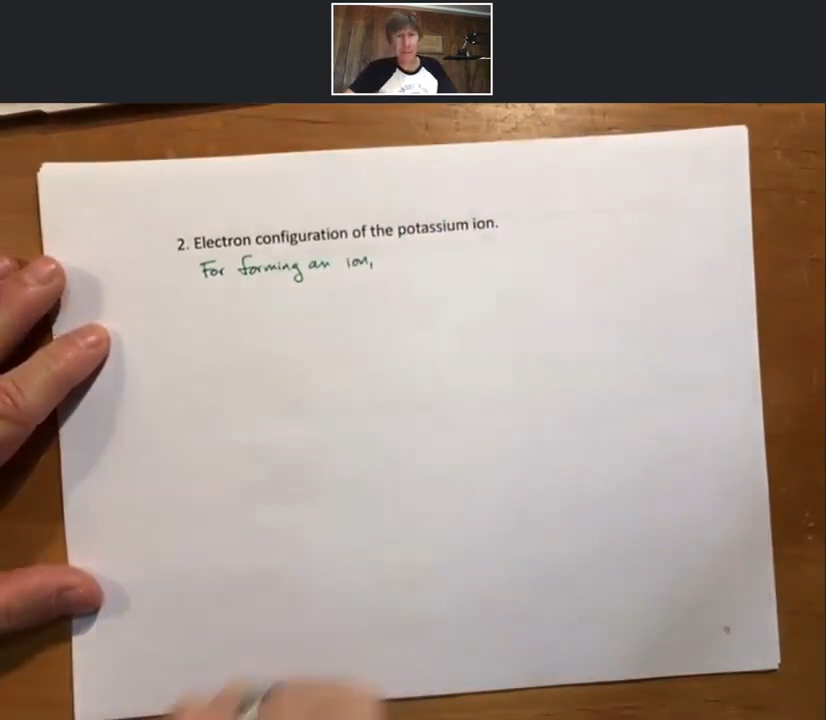 2. Electron configuration of the potassium ion.
For forming an ion,